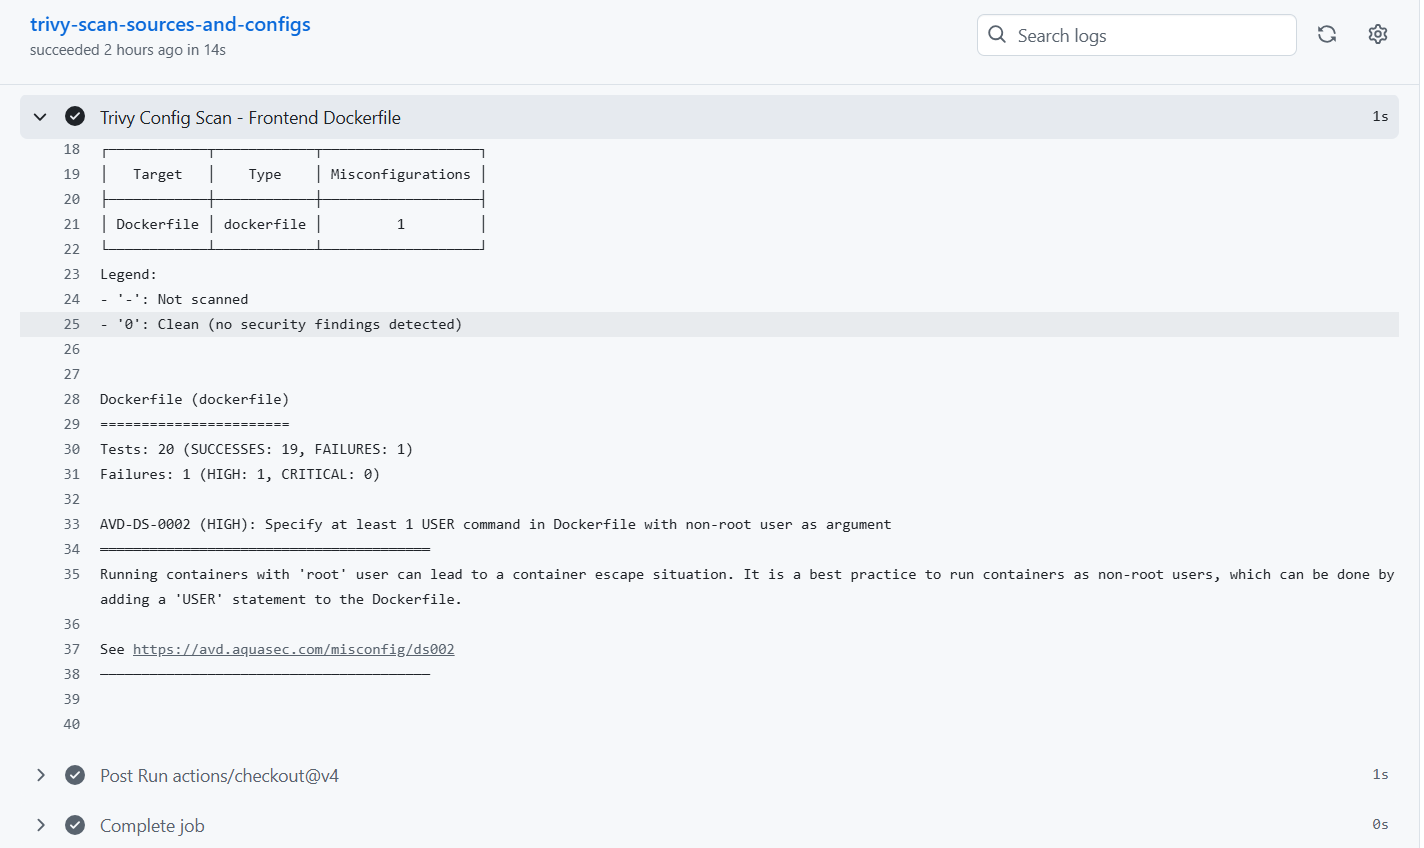 trivy-scan-sources-and-configs
succeeded 2 hours ago in 14s
Search logs
Trivy Config Scan - Frontend Dockerfile 1s
18 ┌────────────┬────────────┬───────────────────┐
19 │ Target │ Type │ Misconfigurations │
20 ├────────────┼────────────┼───────────────────┤
21 │ Dockerfile │ dockerfile │ 1 │
22 └────────────┴────────────┴───────────────────┘
23 Legend:
24 - '-': Not scanned
25 - '0': Clean (no security findings detected)
26
27
28 Dockerfile (dockerfile)
29 =======================
30 Tests: 20 (SUCCESSES: 19, FAILURES: 1)
31 Failures: 1 (HIGH: 1, CRITICAL: 0)
32
33 AVD-DS-0002 (HIGH): Specify at least 1 USER command in Dockerfile with non-root user as argument
34 ════════════════════════════════════════
35 Running containers with 'root' user can lead to a container escape situation. It is a best practice to run containers as non-root users, which can be done by
adding a 'USER' statement to the Dockerfile.
36
37 See https://avd.aquasec.com/misconfig/ds002
38 ────────────────────────────────────────
39
40
Post Run actions/checkout@v4 1s
Complete job 0s